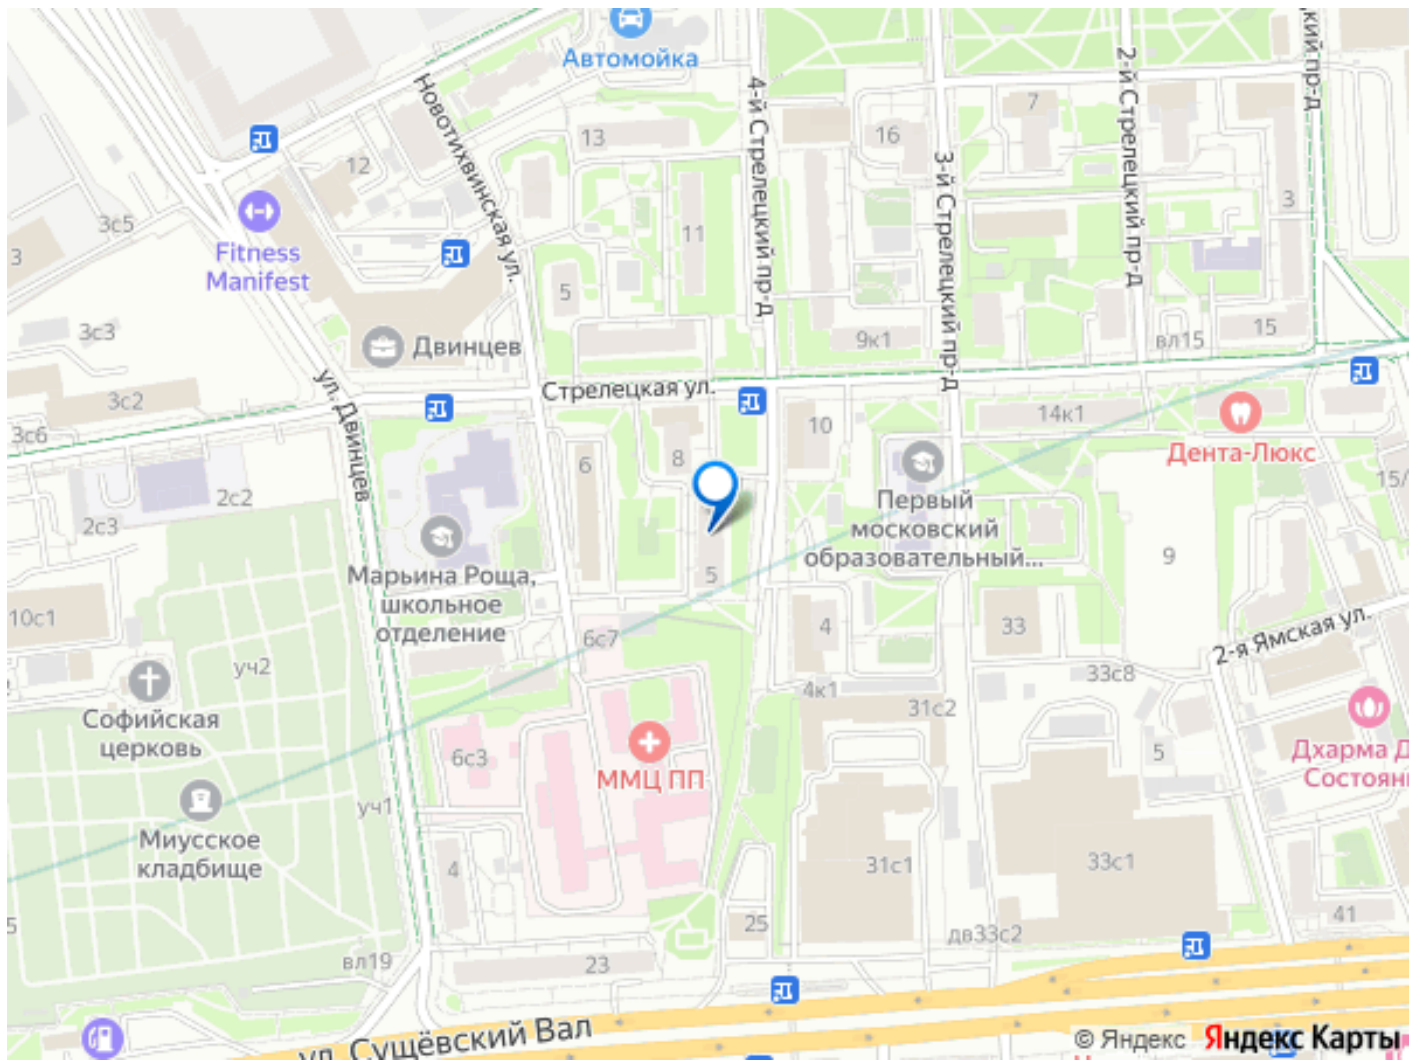 Автомойка
кий пр-д
2-й Стрелецкий пр-д
4-й Стрелецкий пр-д
3-й Стрелецкий пр-д
Новотихвинская ул.
7
13
16
12
3
3с5
11
3
Fitness
Manifest
5
3с3
9к1
вл15
15
Двинцев
ул. Двинцев
Стрелецкая ул.
3с2
14к1
3с6
10
8
6
Дента-Люкс
15/
2с2
2с3
Первый
московский
образовательный...
9
5
Марьина Роща,
школьное
отделение
10с1
4
33
6с7
2-я Ямская ул.
уч2
33с8
4к1
31с2
Софийская
церковь
6с3
ММЦ ПП
5
Дхарма Д
Состояни
уч1
Миусское
кладбище
4
31с1
33с1
5
25
41
дв33с2
вл19
23
ул. Сущёвский Вал
© Яндекс Яндекс Карты